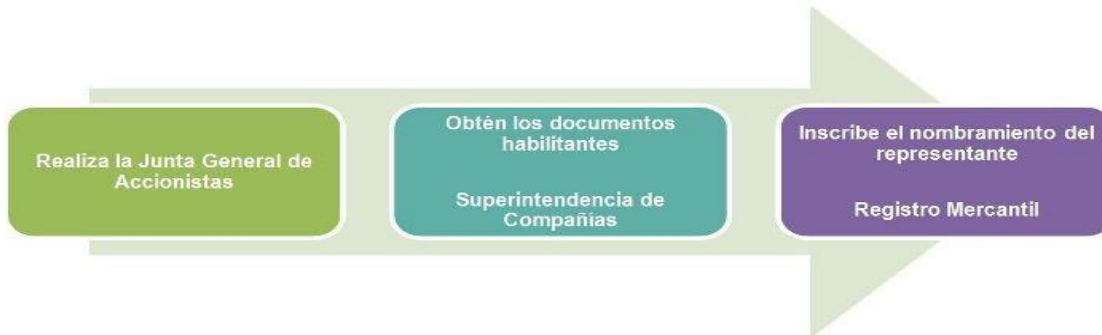 Realiza la Junta General de
Accionistas
Obtén los documentos
habilitantes
Superintendencia de
Compañías
Inscribe el nombramiento del
representante
Registro Mercantil